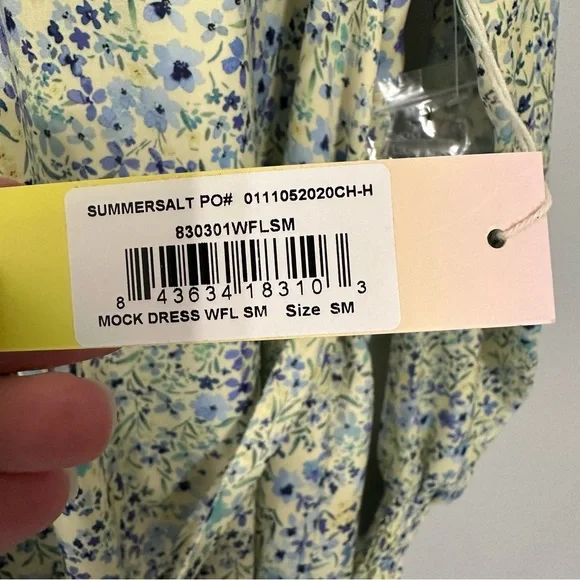 SUMMERSALT PO# 0111052020CH-H
830301WFLSM
8 43634 18310 3
MOCK DRESS WFL SM Size SM